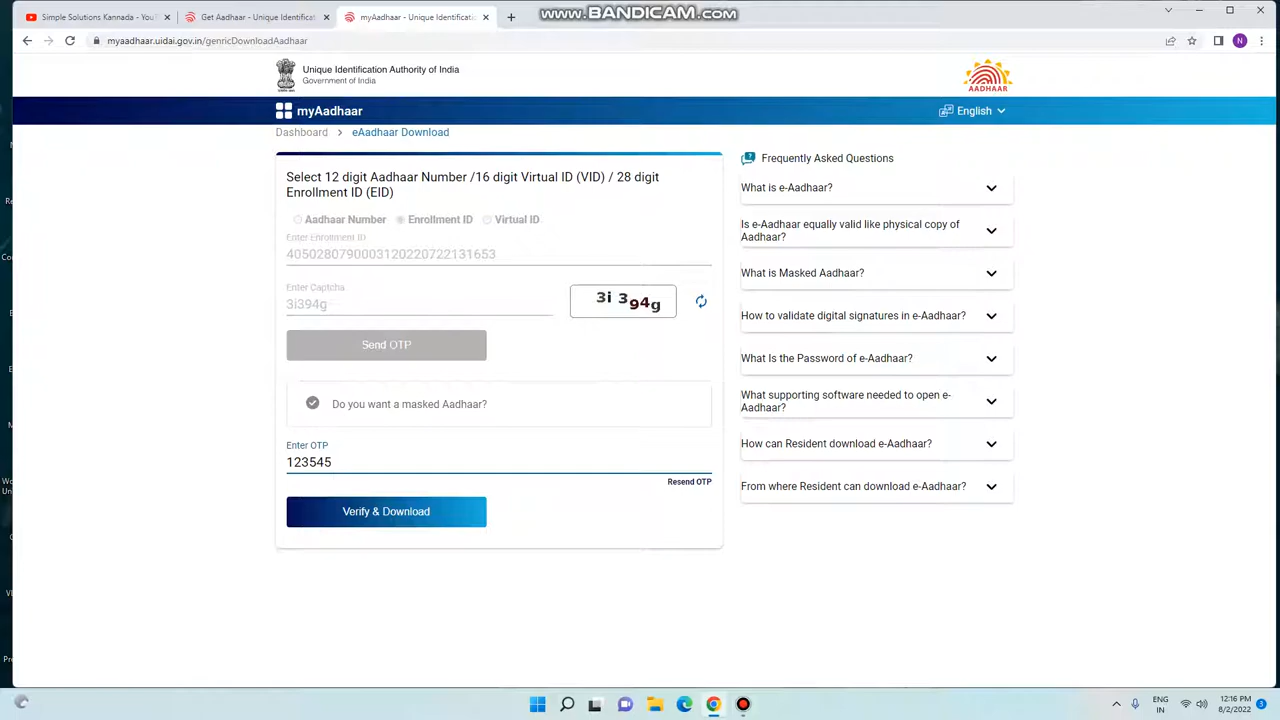 Simple Solutions Kannada - You
Get Aadhaar - Unique Identificati
myAadhaar - Unique Identificatio
www.BANDICAM.com
myaadhaar.uidai.gov.in/genricDownloadAadhaar
N
Unique Identification Authority of India
Government of India
AADHAAR
myAadhaar
English
Dashboard > eAadhaar Download
Select 12 digit Aadhaar Number /16 digit Virtual ID (VID) / 28 digit
Enrollment ID (EID)
Aadhaar Number Enrollment ID Virtual ID
Enter Enrollment ID
4050280790003120220722131653
Enter Captcha
3i394g
3i 394g
Send OTP
Do you want a masked Aadhaar?
Enter OTP
123545
Resend OTP
Verify & Download
Frequently Asked Questions
What is e-Aadhaar?
Is e-Aadhaar equally valid like physical copy of
Aadhaar?
What is Masked Aadhaar?
How to validate digital signatures in e-Aadhaar?
What Is the Password of e-Aadhaar?
What supporting software needed to open e-
Aadhaar?
How can Resident download e-Aadhaar?
From where Resident can download e-Aadhaar?
ENG
IN
12:16 PM
8/2/2022
3